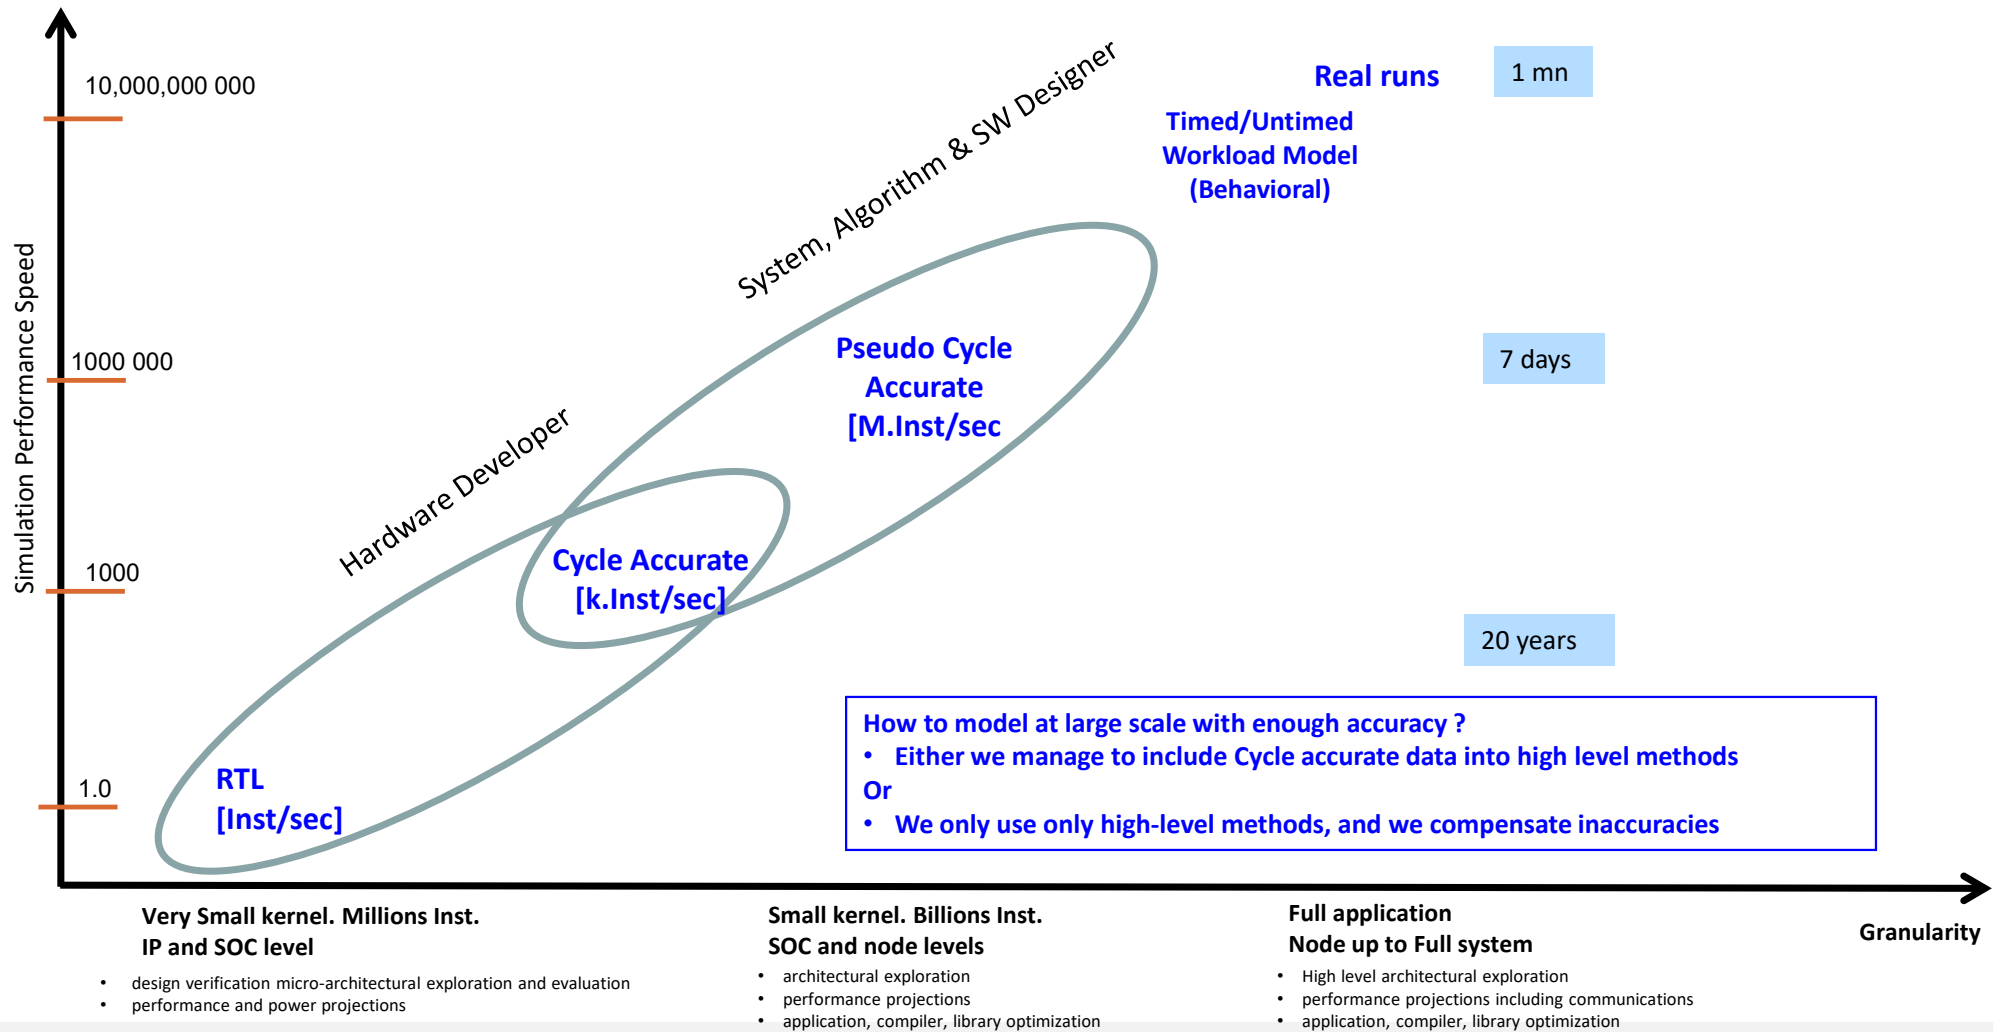 10,000,000 000
1000 000
1000
1.0
Simulation Performance Speed
Hardware Developer
System, Algorithm & SW Designer
Real runs
Timed/Untimed
Workload Model
(Behavioral)
Pseudo Cycle
Accurate
[M.Inst/sec
Cycle Accurate
[k.Inst/sec]
RTL
[Inst/sec]
1 mn
7 days
20 years
How to model at large scale with enough accuracy ?
• Either we manage to include Cycle accurate data into high level methods
Or
• We only use only high-level methods, and we compensate inaccuracies
Very Small kernel. Millions Inst.
IP and SOC level
• design verification micro-architectural exploration and evaluation
• performance and power projections
Small kernel. Billions Inst.
SOC and node levels
• architectural exploration
• performance projections
• application, compiler, library optimization
Full application
Node up to Full system
• High level architectural exploration
• performance projections including communications
• application, compiler, library optimization
Granularity